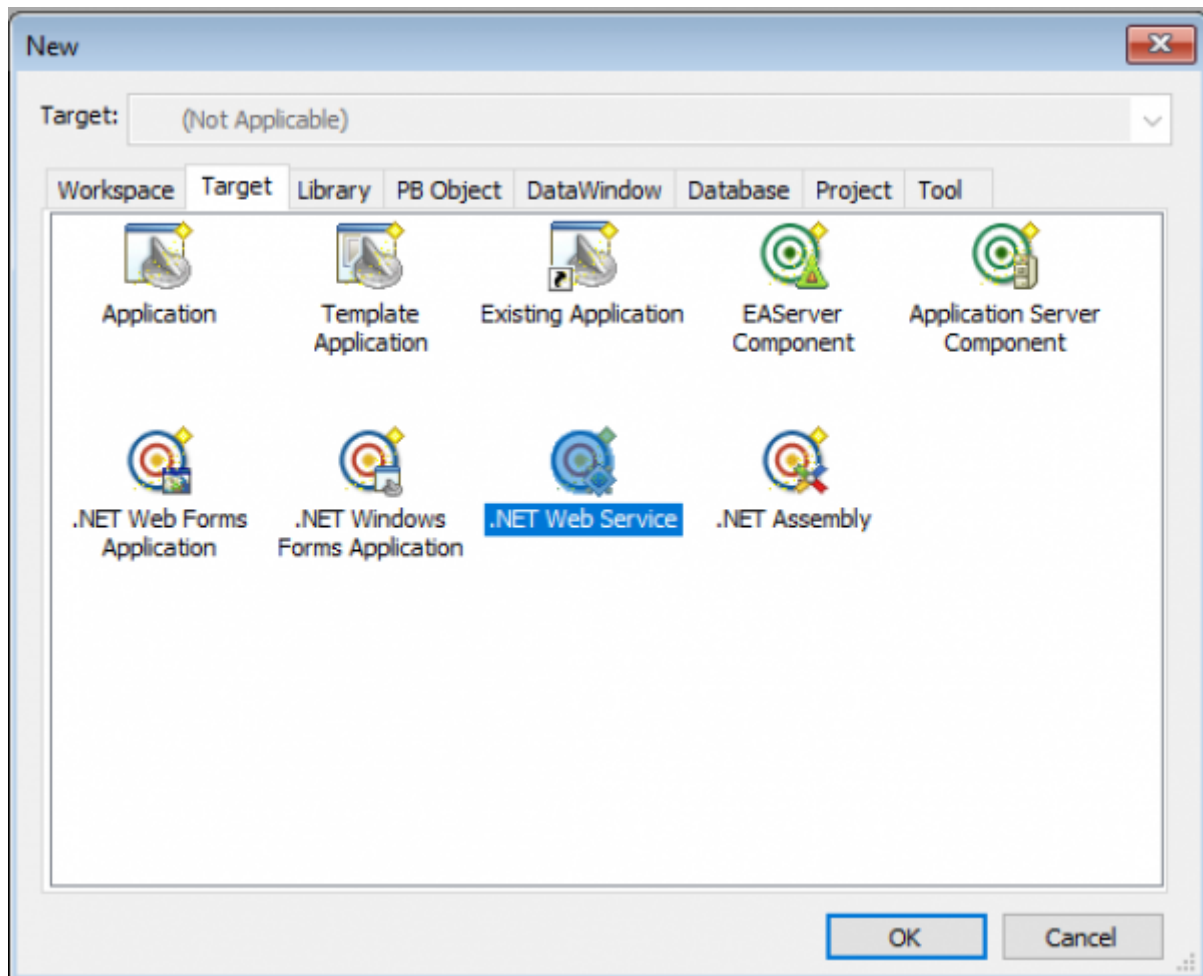 New
Target: (Not Applicable)
Workspace Target Library PB Object DataWindow Database Project Tool
Application
Template
Application
Existing Application
EAServer
Component
Application Server
Component
.NET Web Forms
Application
.NET Windows
Forms Application
.NET Web Service
.NET Assembly
OK Cancel